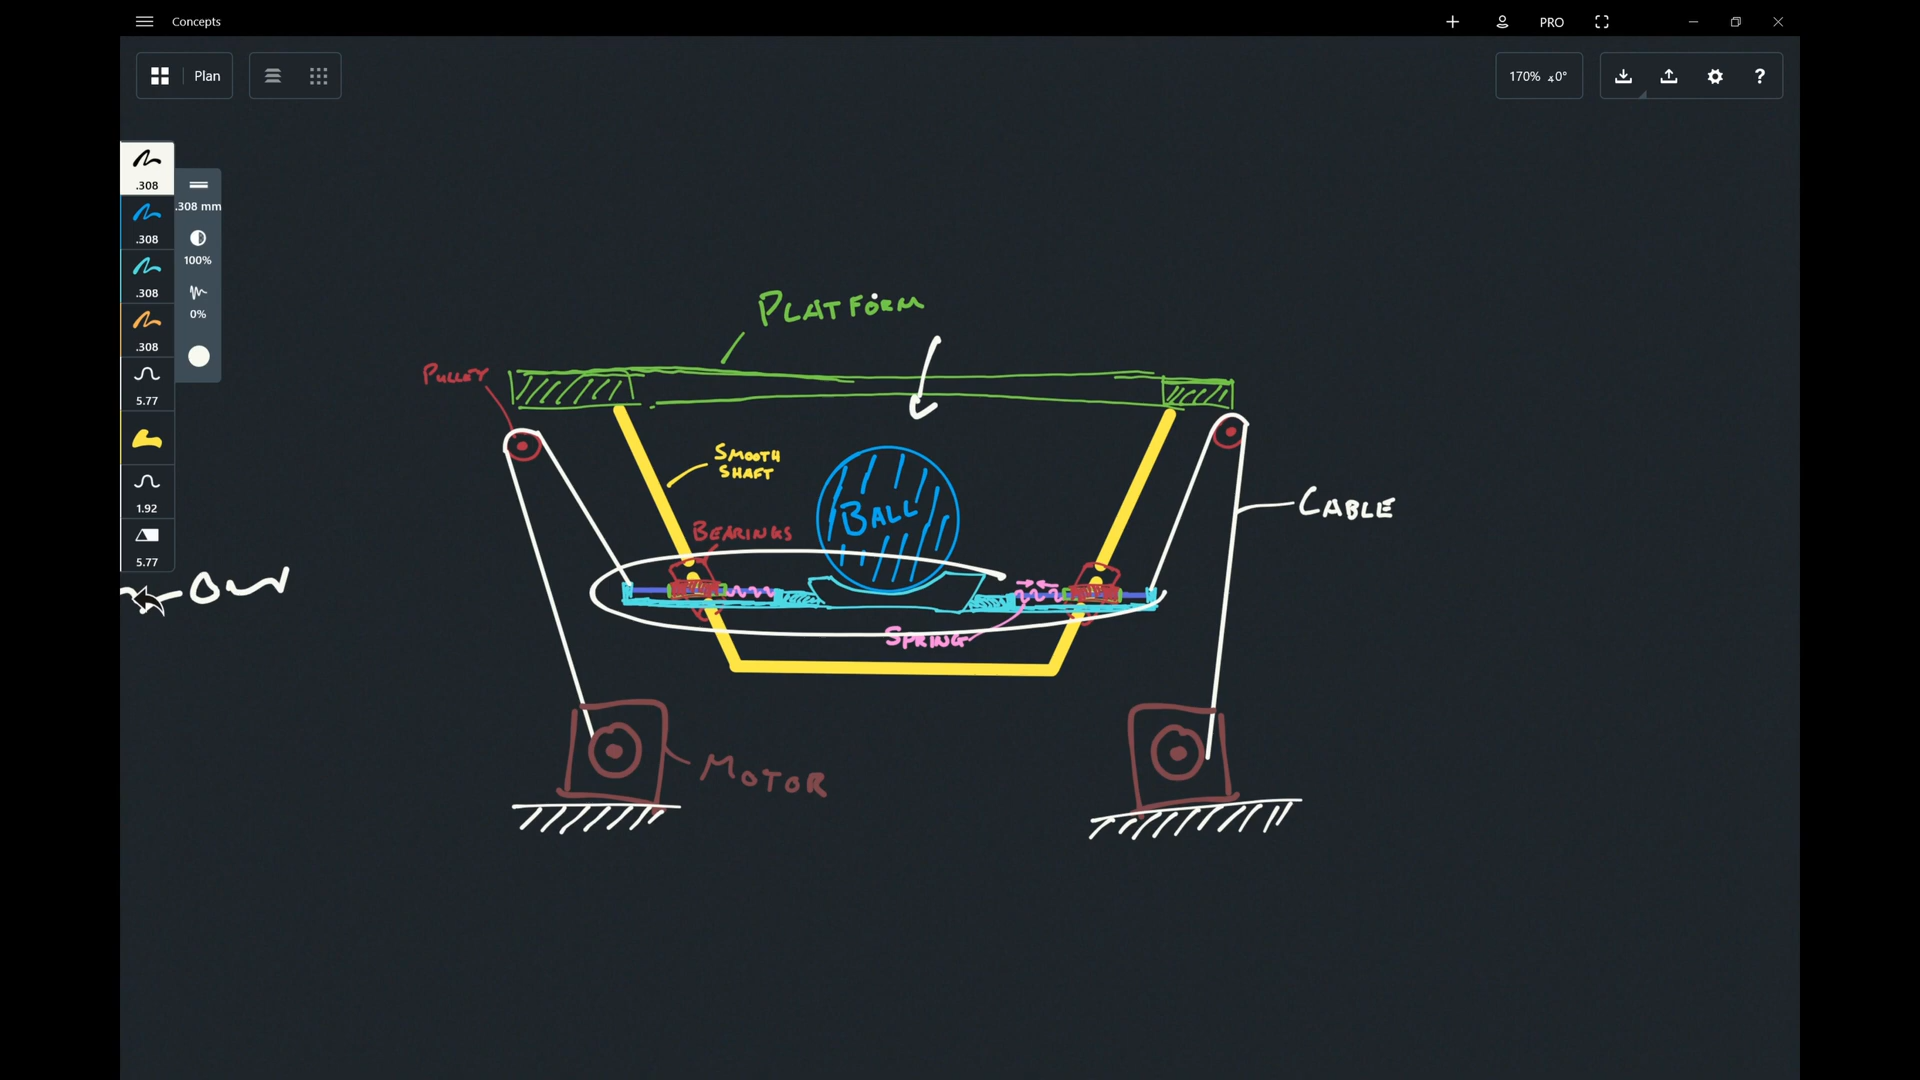 Concepts
PRO
Plan
170% ∡0°
.308
.308 mm
.308
100%
.308
0%
.308
5.77
1.92
5.77
PLATFORM
PULLEY
SMOOTH
SHAFT
BALL
CABLE
BEARINKS
SPRING
MOTOR